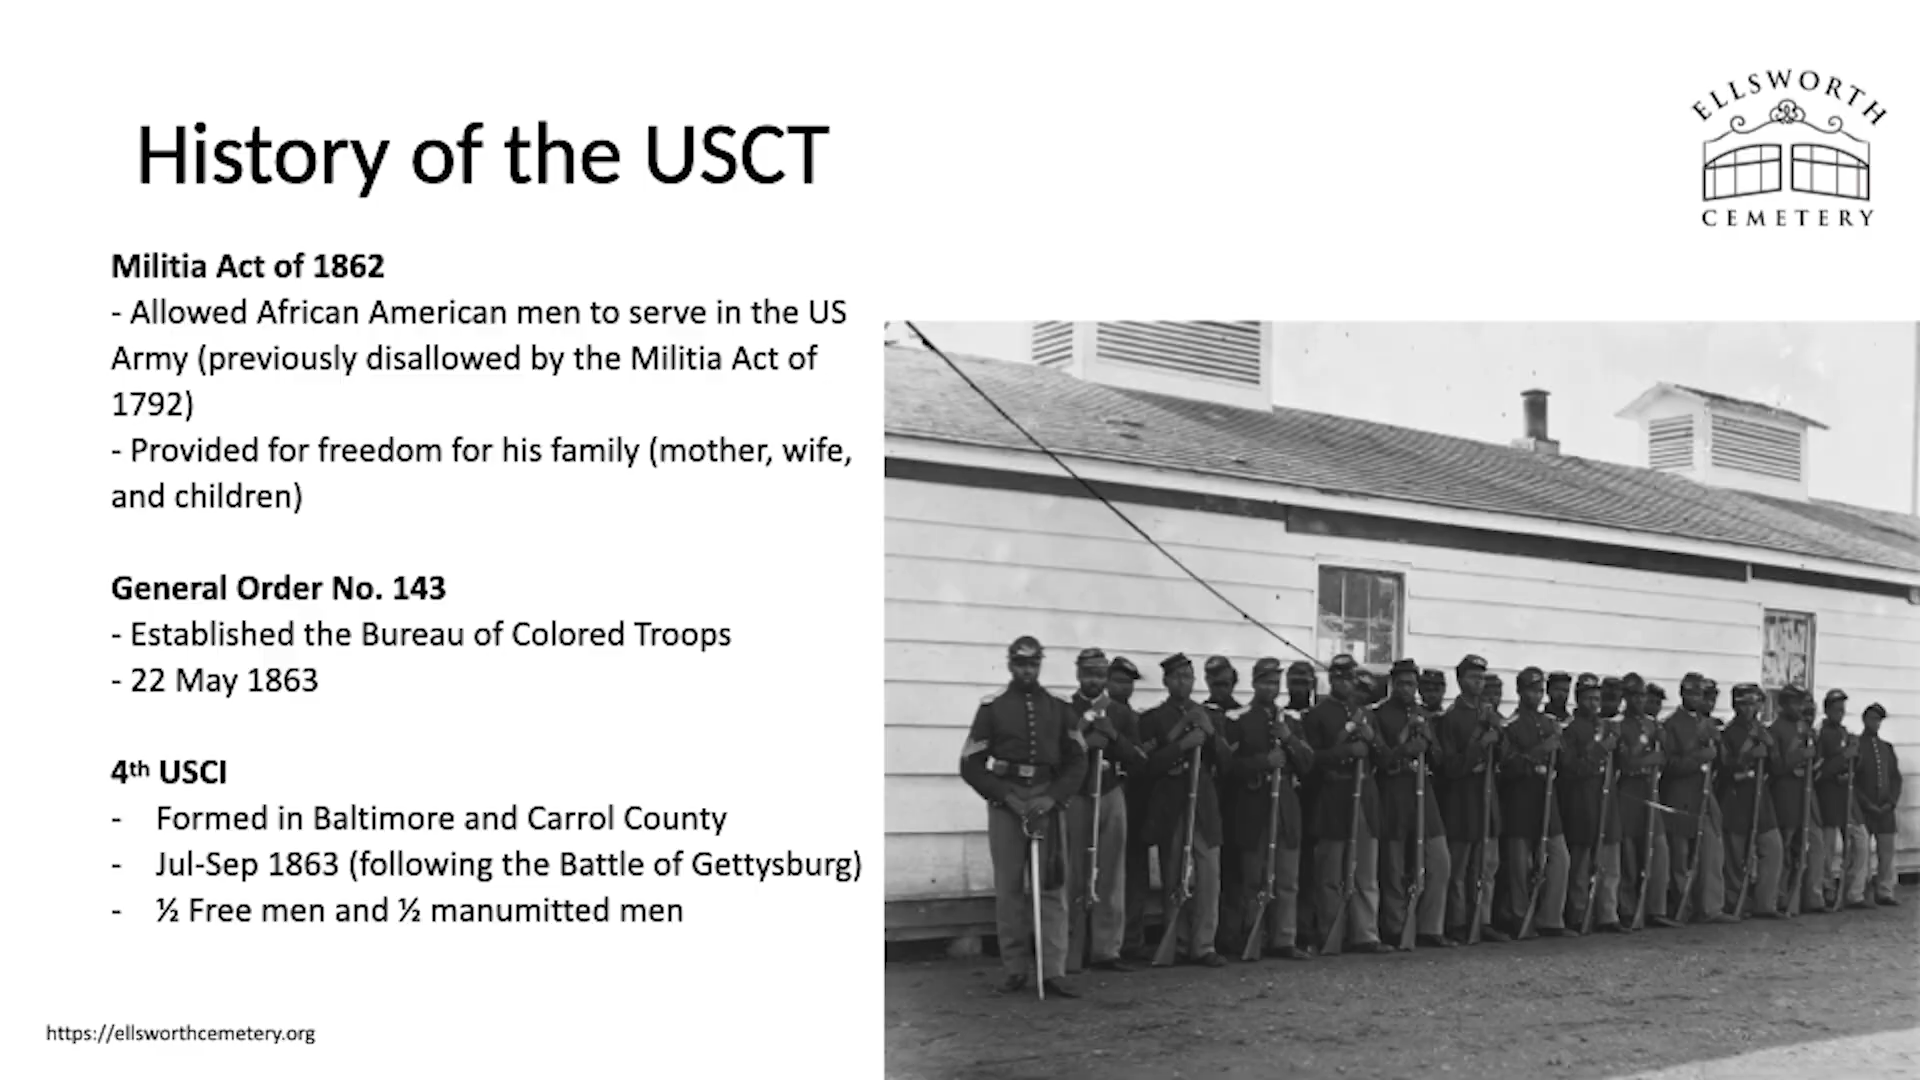 ELLSWORTH
CEMETERY
History of the USCT
Militia Act of 1862
- Allowed African American men to serve in the US
Army (previously disallowed by the Militia Act of
1792)
- Provided for freedom for his family (mother, wife,
and children)
General Order No. 143
- Established the Bureau of Colored Troops
- 22 May 1863
4th USCI
- Formed in Baltimore and Carrol County
- Jul-Sep 1863 (following the Battle of Gettysburg)
- ½ Free men and ½ manumitted men
https://ellsworthcemetery.org